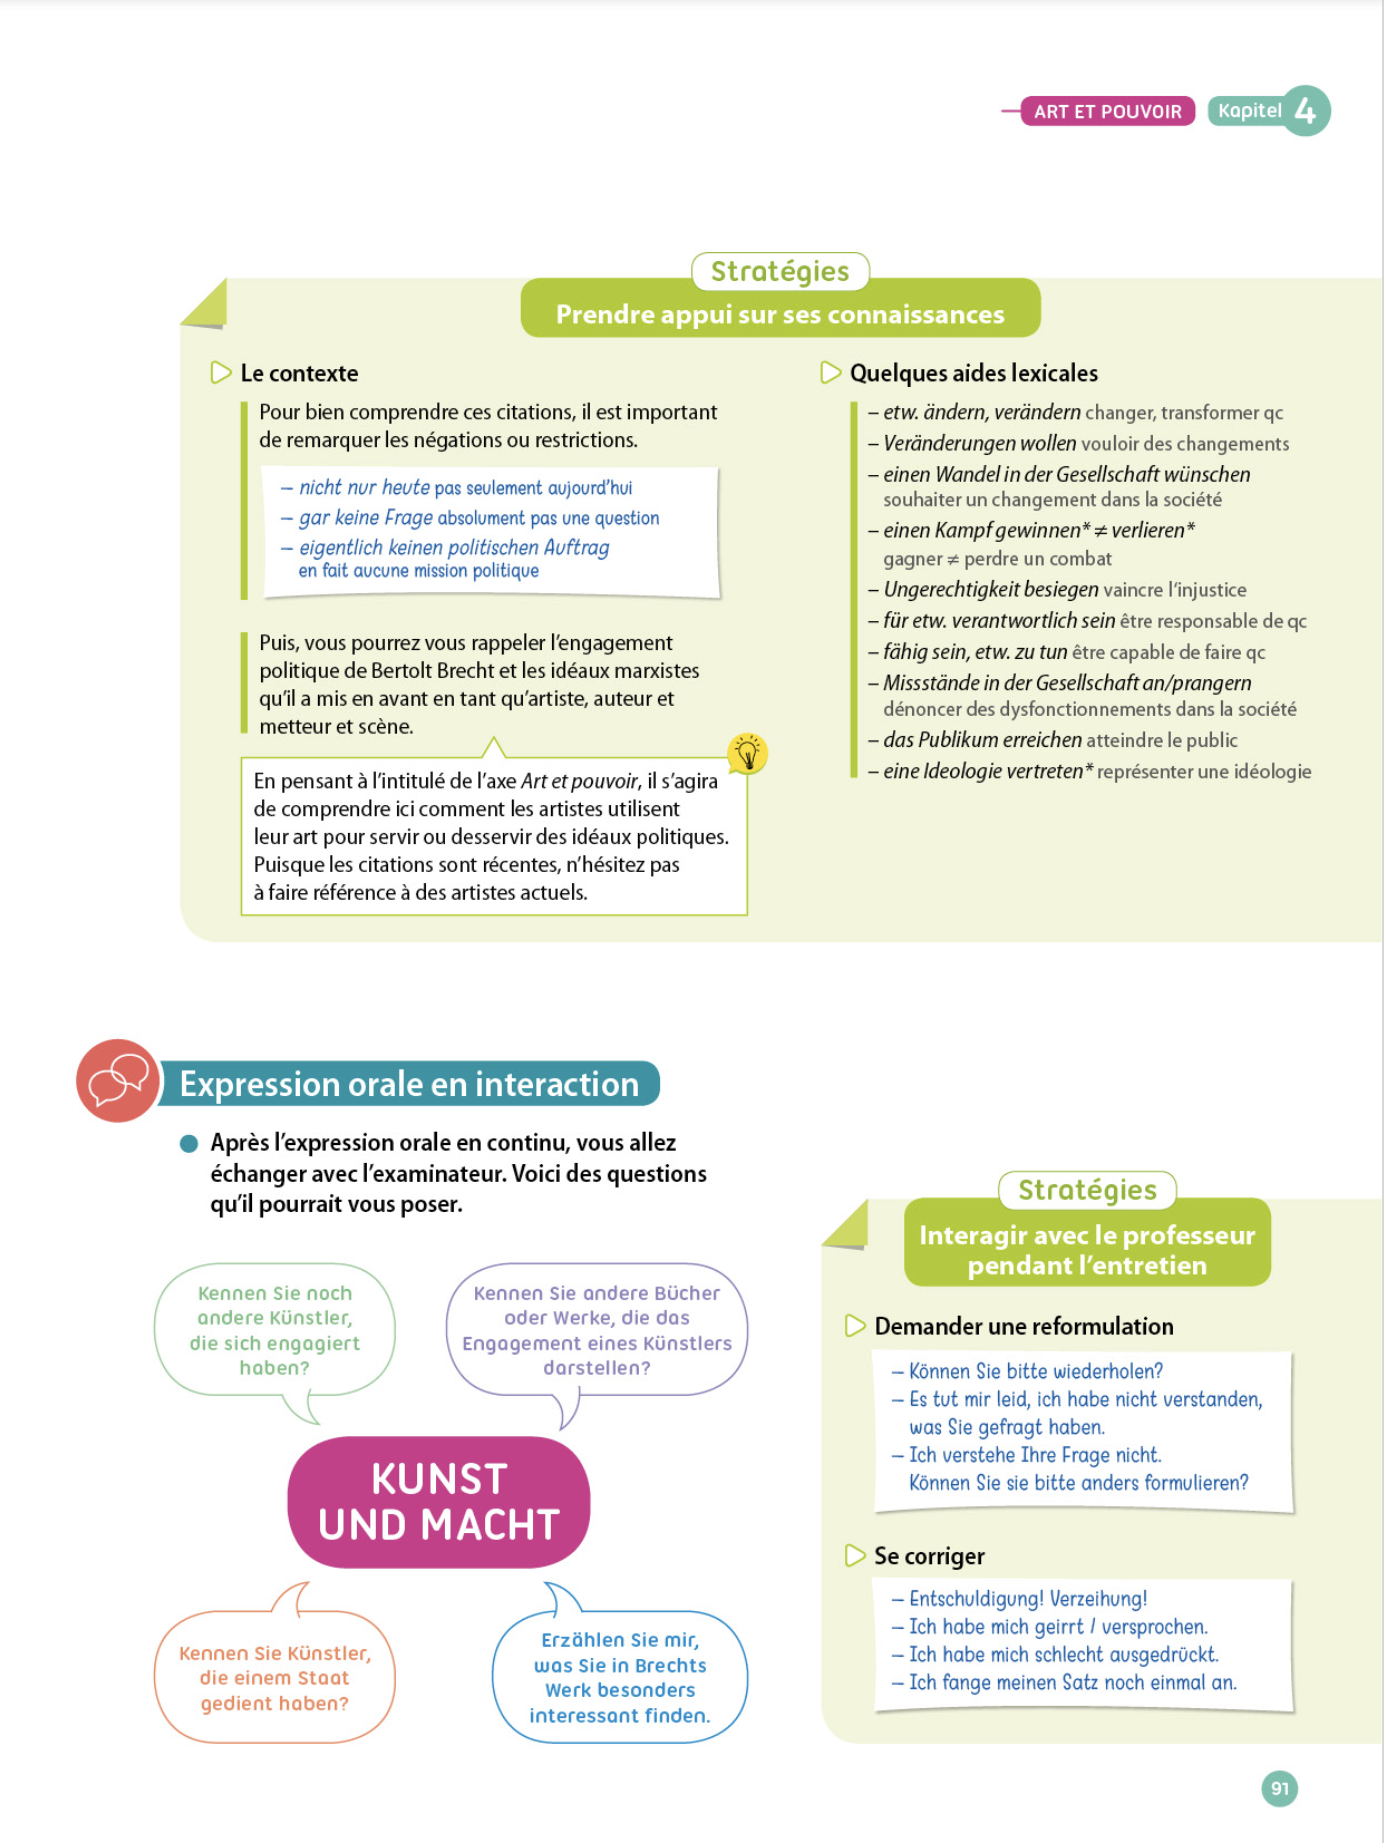 ART ET POUVOIR Kapitel 4
Stratégies
Prendre appui sur ses connaissances
Le contexte
Pour bien comprendre ces citations, il est important
de remarquer les négations ou restrictions.
– nicht nur heute pas seulement aujourd'hui
– gar keine Frage absolument pas une question
– eigentlich keinen politischen Auftrag
en fait aucune mission politique
Puis, vous pourrez vous rappeler l'engagement
politique de Bertolt Brecht et les idéaux marxistes
qu'il a mis en avant en tant qu'artiste, auteur et
metteur et scène.
En pensant à l'intitulé de l'axe Art et pouvoir, il s'agira
de comprendre ici comment les artistes utilisent
leur art pour servir ou desservir des idéaux politiques.
Puisque les citations sont récentes, n'hésitez pas
à faire référence à des artistes actuels.
Quelques aides lexicales
– etw. ändern, verändern changer, transformer qc
– Veränderungen wollen vouloir des changements
– einen Wandel in der Gesellschaft wünschen
souhaiter un changement dans la société
– einen Kampf gewinnen* ≠ verlieren*
gagner ≠ perdre un combat
– Ungerechtigkeit besiegen vaincre l'injustice
– für etw. verantwortlich sein être responsable de qc
– fähig sein, etw. zu tun être capable de faire qc
– Missstände in der Gesellschaft an/prangern
dénoncer des dysfonctionnements dans la société
– das Publikum erreichen atteindre le public
– eine Ideologie vertreten* représenter une idéologie
Expression orale en interaction
Après l'expression orale en continu, vous allez
échanger avec l'examinateur. Voici des questions
qu'il pourrait vous poser.
Kennen Sie noch
andere Künstler,
die sich engagiert
haben?
Kennen Sie andere Bücher
oder Werke, die das
Engagement eines Künstlers
darstellen?
KUNST
UND MACHT
Kennen Sie Künstler,
die einem Staat
gedient haben?
Erzählen Sie mir,
was Sie in Brechts
Werk besonders
interessant finden.
Stratégies
Interagir avec le professeur
pendant l'entretien
Demander une reformulation
– Können Sie bitte wiederholen?
– Es tut mir leid, ich habe nicht verstanden,
was Sie gefragt haben.
– Ich verstehe Ihre Frage nicht.
Können Sie sie bitte anders formulieren?
Se corriger
– Entschuldigung! Verzeihung!
– Ich habe mich geirrt / versprochen.
– Ich habe mich schlecht ausgedrückt.
– Ich fange meinen Satz noch einmal an.
91